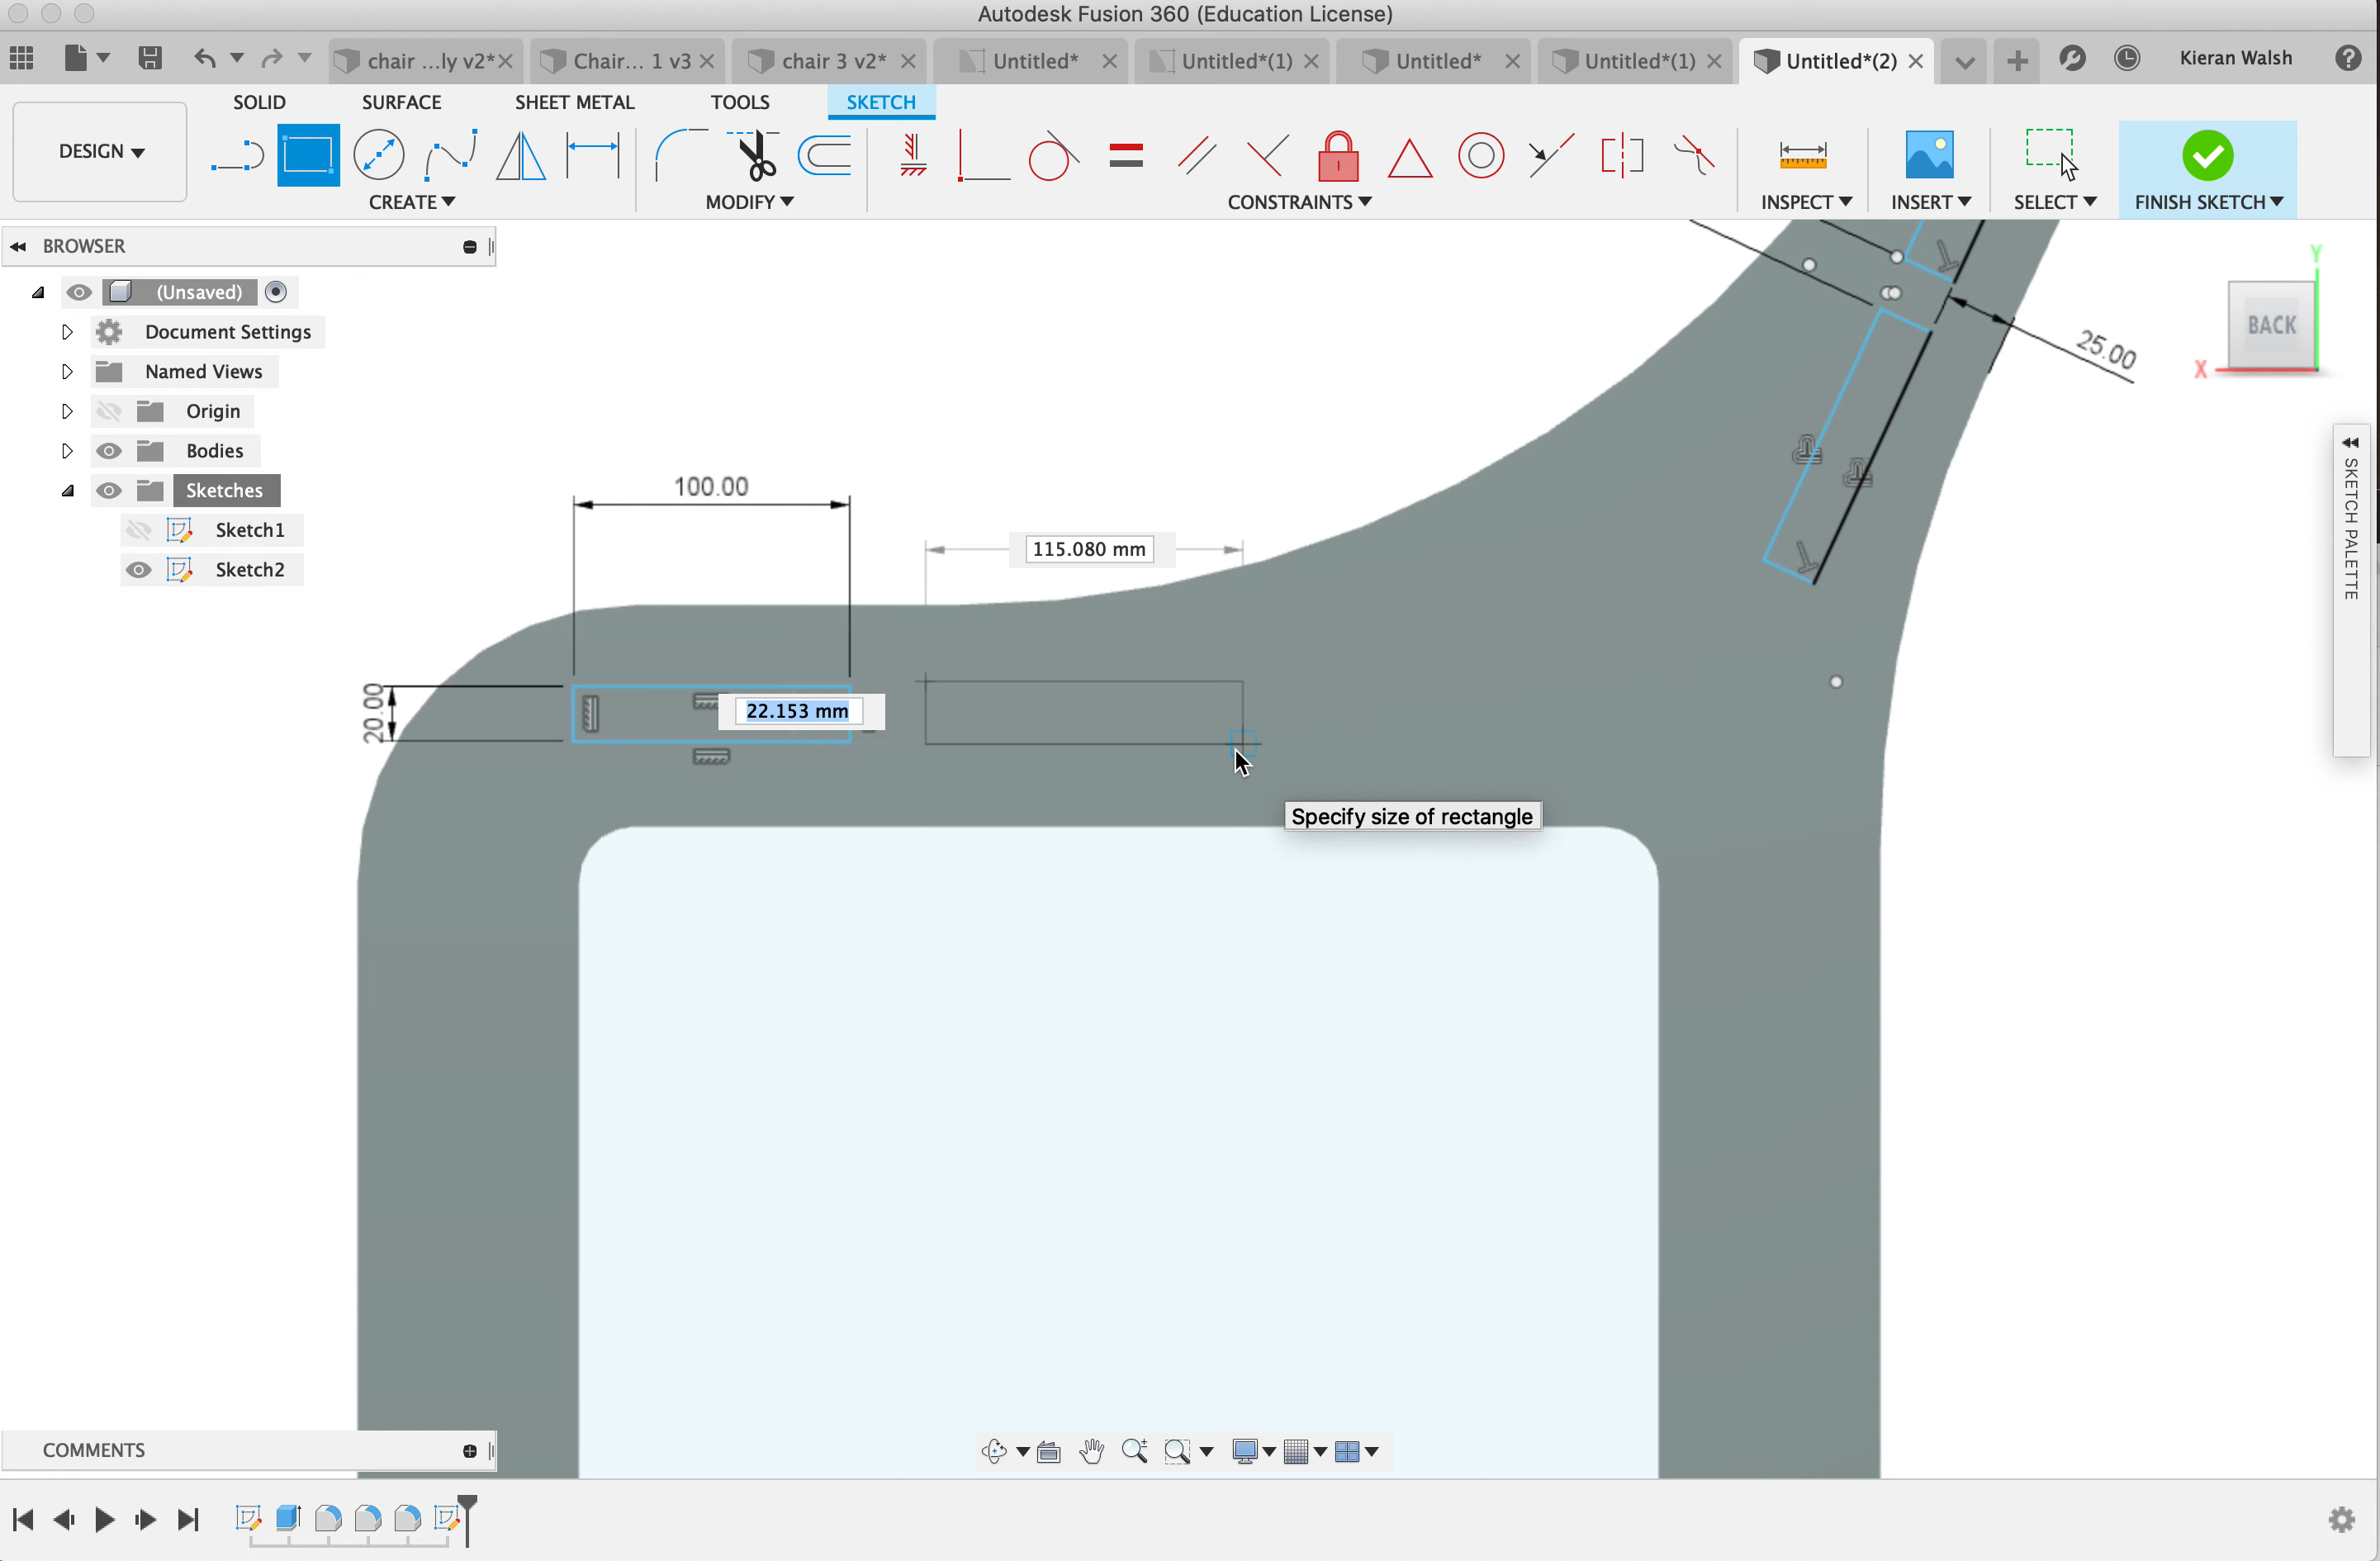 Autodesk Fusion 360 (Education License)
chair ...ly v2*
Chair... 1 v3
chair 3 v2*
Untitled*
Untitled*(1)
Untitled*
Untitled*(1)
Untitled*(2)
Kieran Walsh
DESIGN
SOLID
SURFACE
SHEET METAL
TOOLS
SKETCH
CREATE
MODIFY
CONSTRAINTS
INSPECT
INSERT
SELECT
FINISH SKETCH
BROWSER
(Unsaved)
Document Settings
Named Views
Origin
Bodies
Sketches
Sketch1
Sketch2
Y
BACK
X
25.00
SKETCH PALETTE
100.00
115.080 mm
20.00
22.153 mm
Specify size of rectangle
COMMENTS